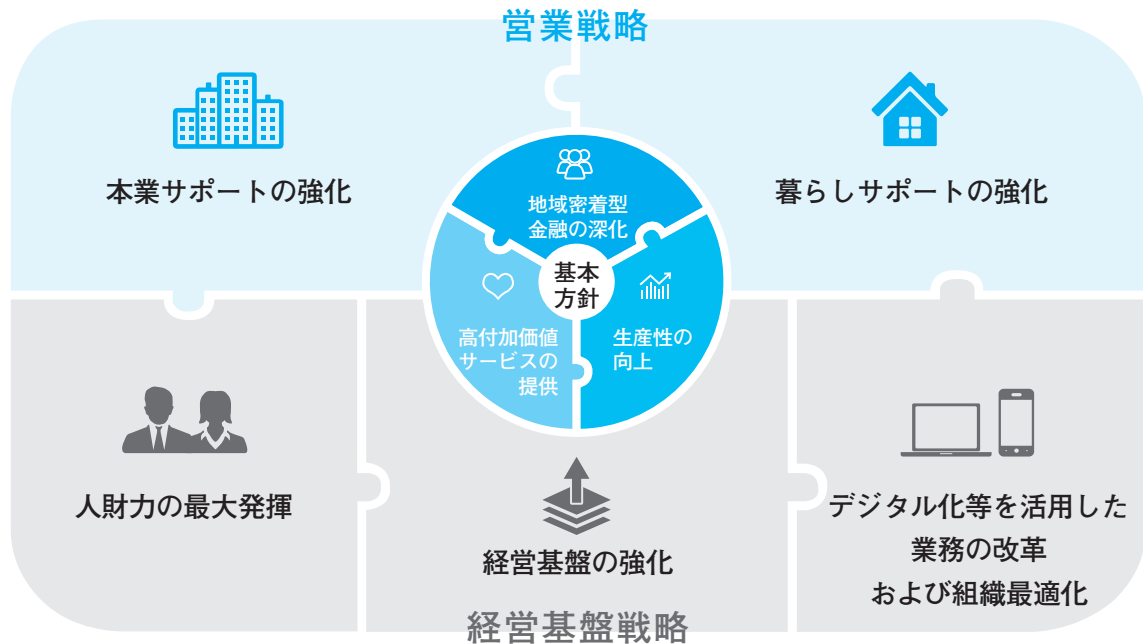 営業戦略
本業サポートの強化
暮らしサポートの強化
地域密着型
金融の深化
基本
方針
高付加価値
サービスの
提供
生産性の
向上
人財力の最大発揮
経営基盤の強化
デジタル化等を活用した
業務の改革
および組織最適化
経営基盤戦略